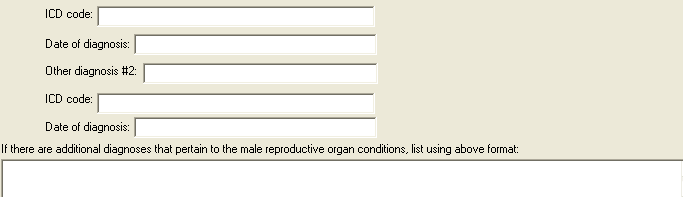 ICD code:
Date of diagnosis:
Other diagnosis #2:
ICD code:
Date of diagnosis:
If there are additional diagnoses that pertain to the male reproductive organ conditions, list using above format: